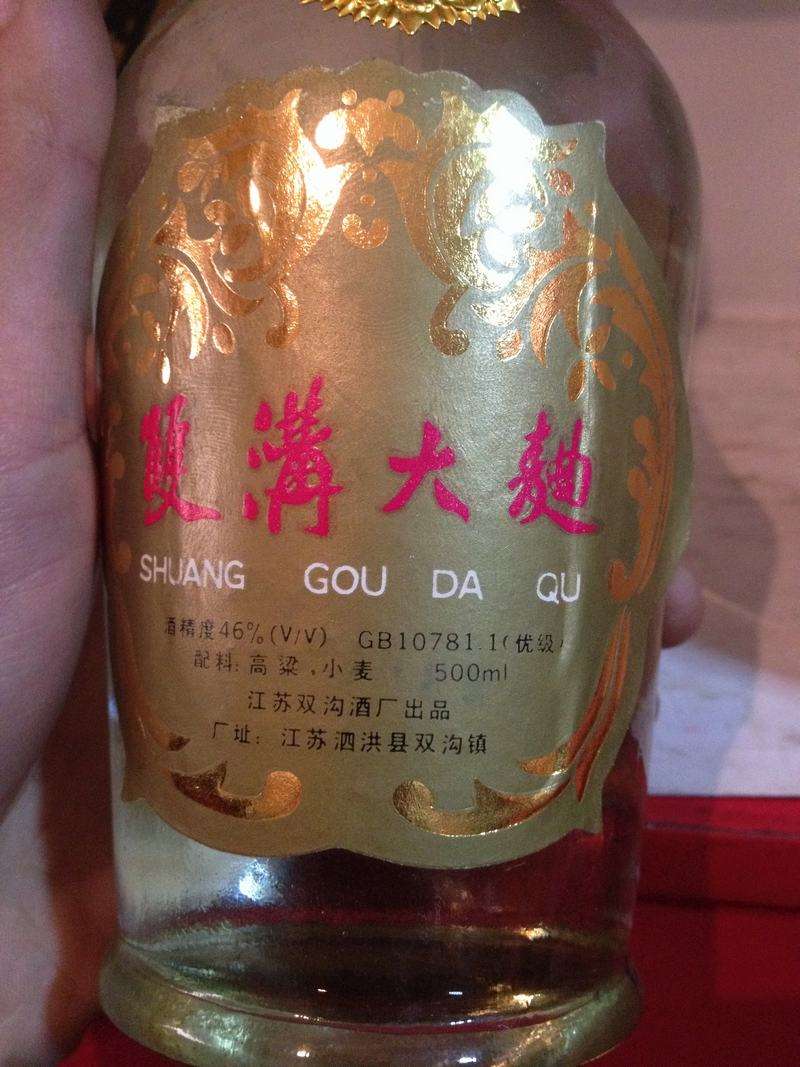 雙溝大麯
SHUANG GOU DA QU
酒精度46%(V/V) GB10781.1(优级)
配料:高粱、小麦 500ml
江苏双沟酒厂出品
厂址:江苏泗洪县双沟镇